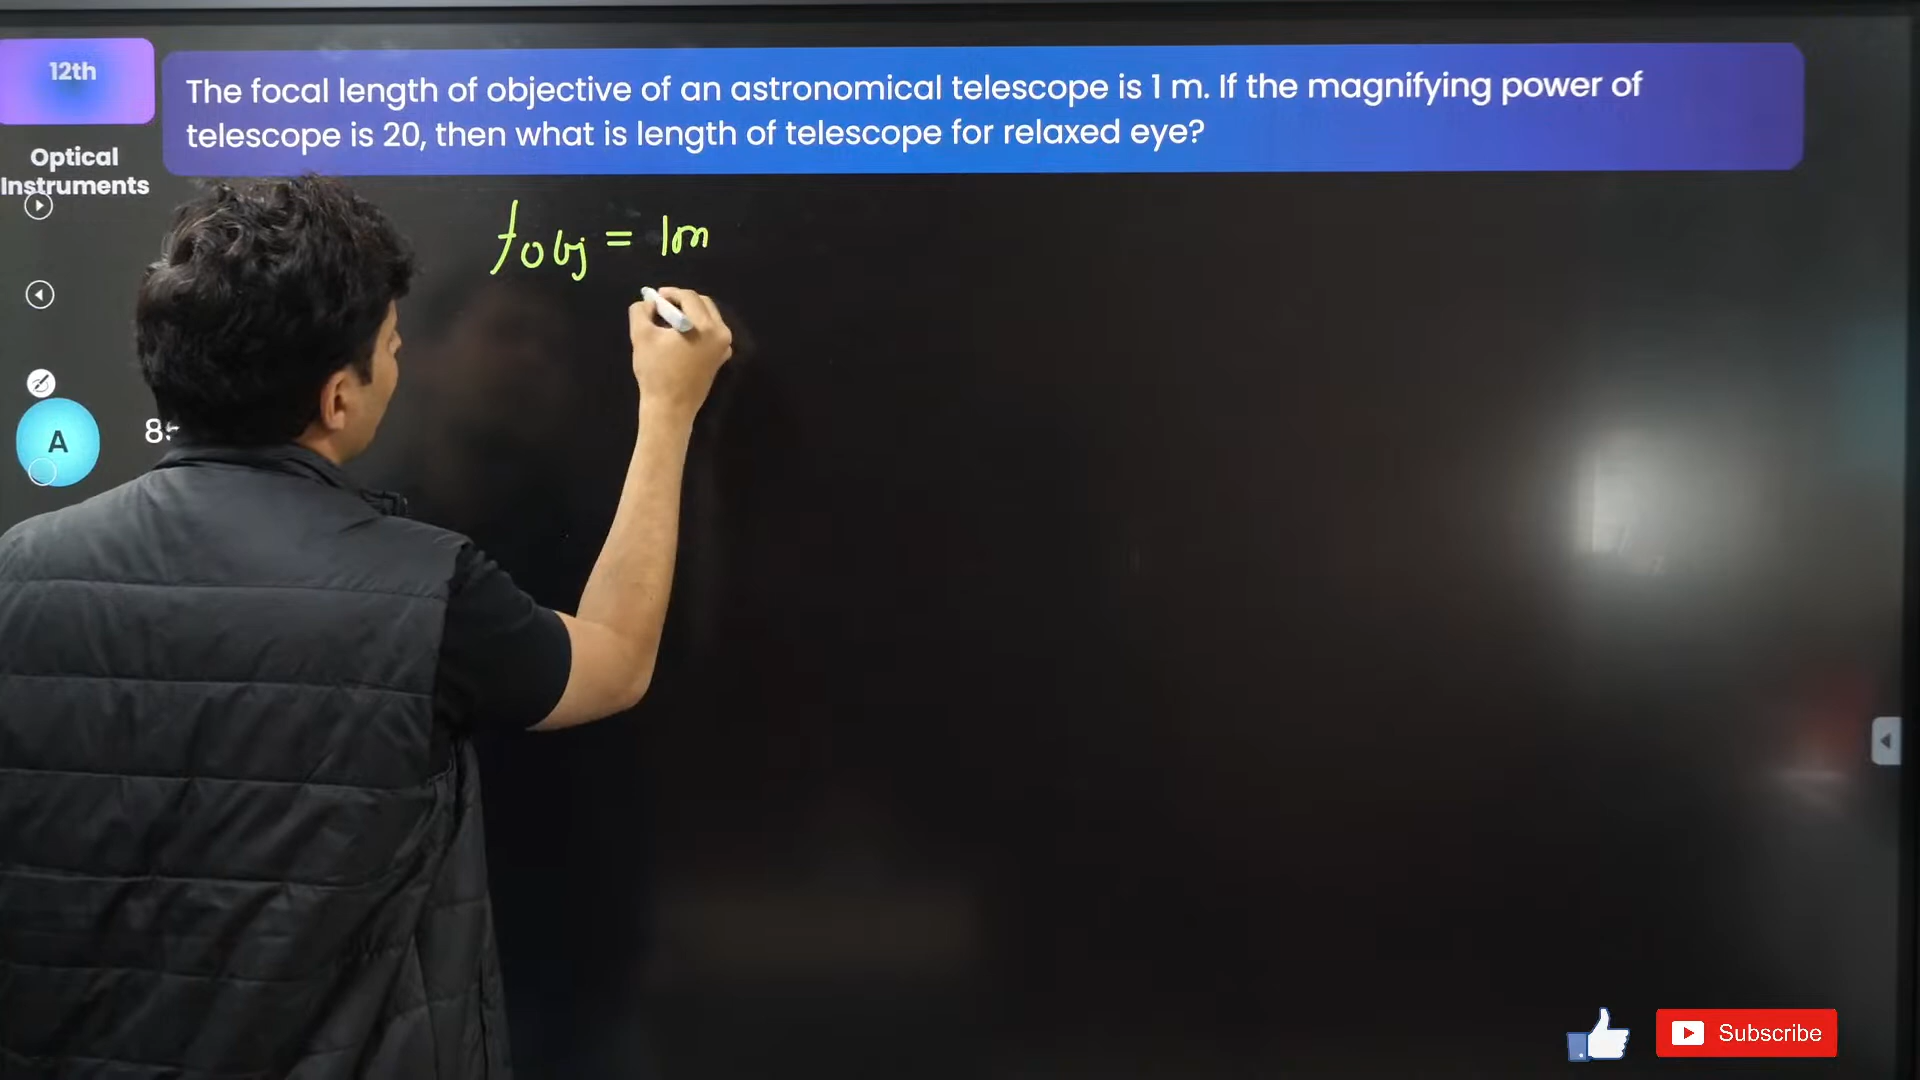 12th
The focal length of objective of an astronomical telescope is 1 m. If the magnifying power of
telescope is 20, then what is length of telescope for relaxed eye?
Optical
Instruments
fobj = 1m
A
Subscribe